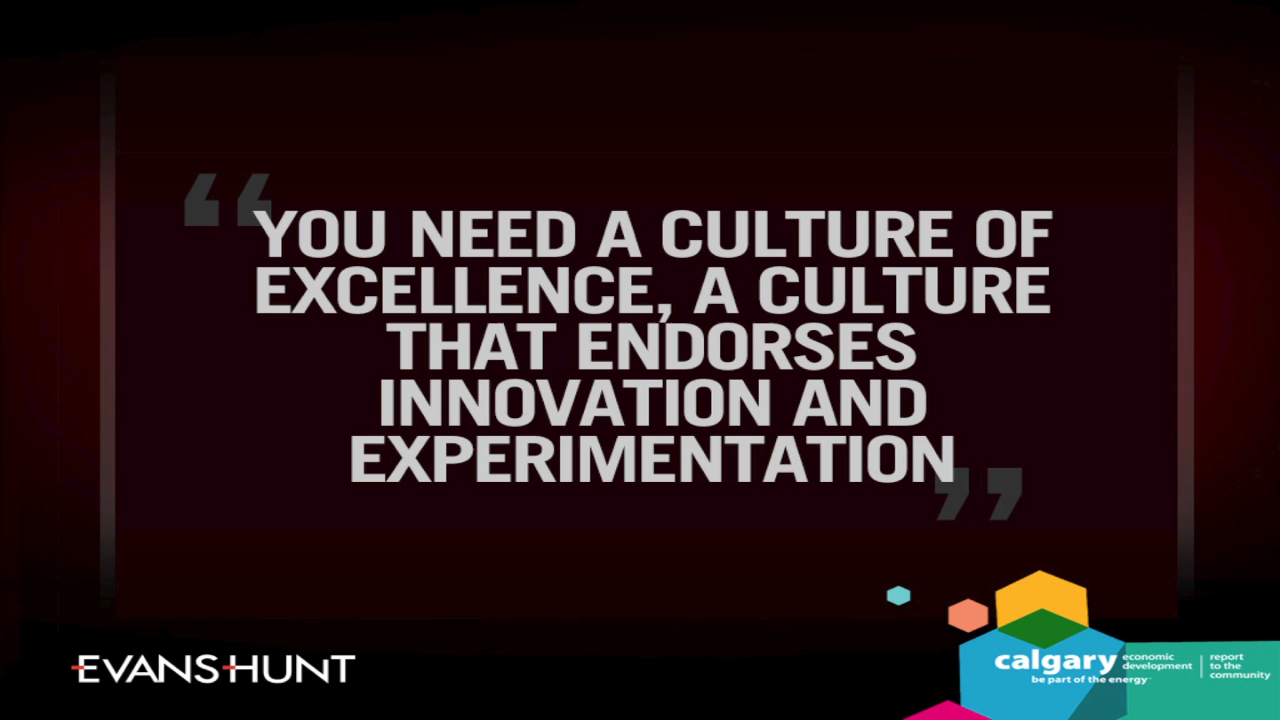 “YOU NEED A CULTURE OF
EXCELLENCE, A CULTURE
THAT ENDORSES
INNOVATION AND
EXPERIMENTATION”
EVANS HUNT
calgary
be part of the energy
economic
development
report
to the
community